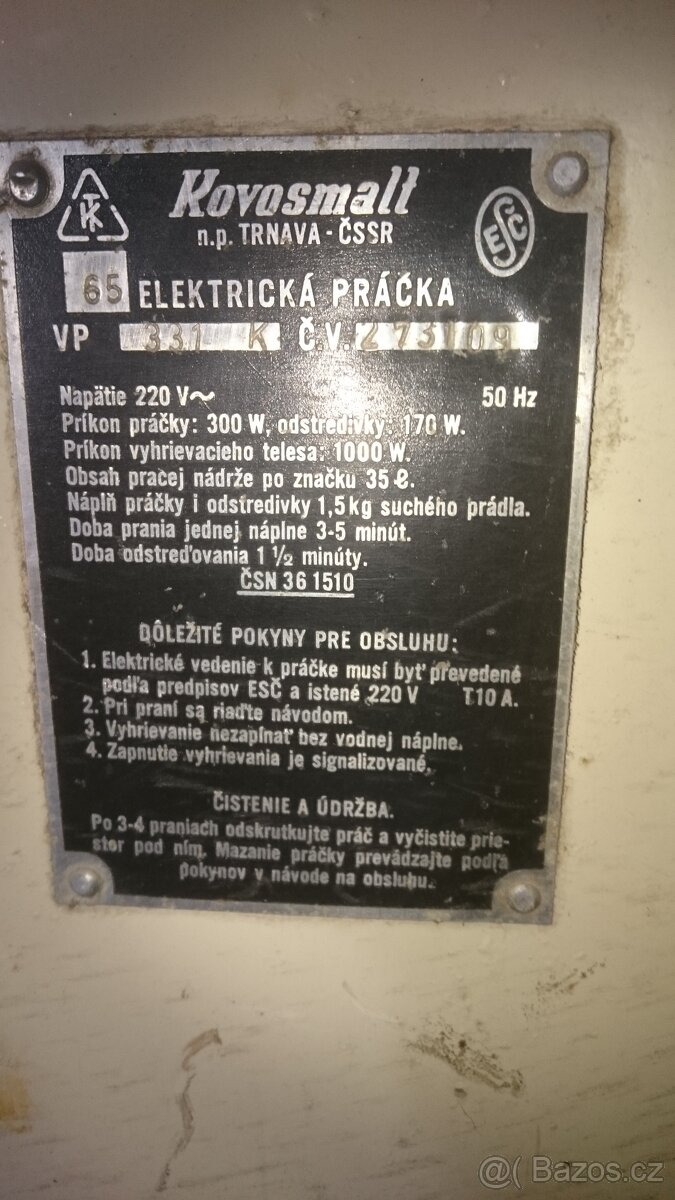 TK
Kovosmalt
n.p. TRNAVA - ČSSR
ESČ
65 ELEKTRICKÁ PRÁČKA
VP 331 K Č.V. 273109
Napätie 220 V~ 50 Hz
Príkon práčky: 300 W, odstredivky: 170 W.
Príkon vyhrievacieho telesa: 1000 W.
Obsah pracej nádrže po značku 35 ℓ.
Náplň práčky i odstredivky 1,5 kg suchého prádla.
Doba prania jednej náplne 3-5 minút.
Doba odstreďovania 1 ½ minúty.
ČSN 36 1510
DÔLEŽITÉ POKYNY PRE OBSLUHU:
1. Elektrické vedenie k práčke musí byť prevedené
podľa predpisov ESČ a istené 220 V T10 A.
2. Pri praní sa riaďte návodom.
3. Vyhrievanie nezapínať bez vodnej náplne.
4. Zapnutie vyhrievania je signalizované.
ČISTENIE A ÚDRŽBA.
Po 3-4 praniach odskrutkujte práč a vyčistite prie-
stor pod ním. Mazanie práčky prevádzajte podľa
pokynov v návode na obsluhu.
@( Bazos.cz